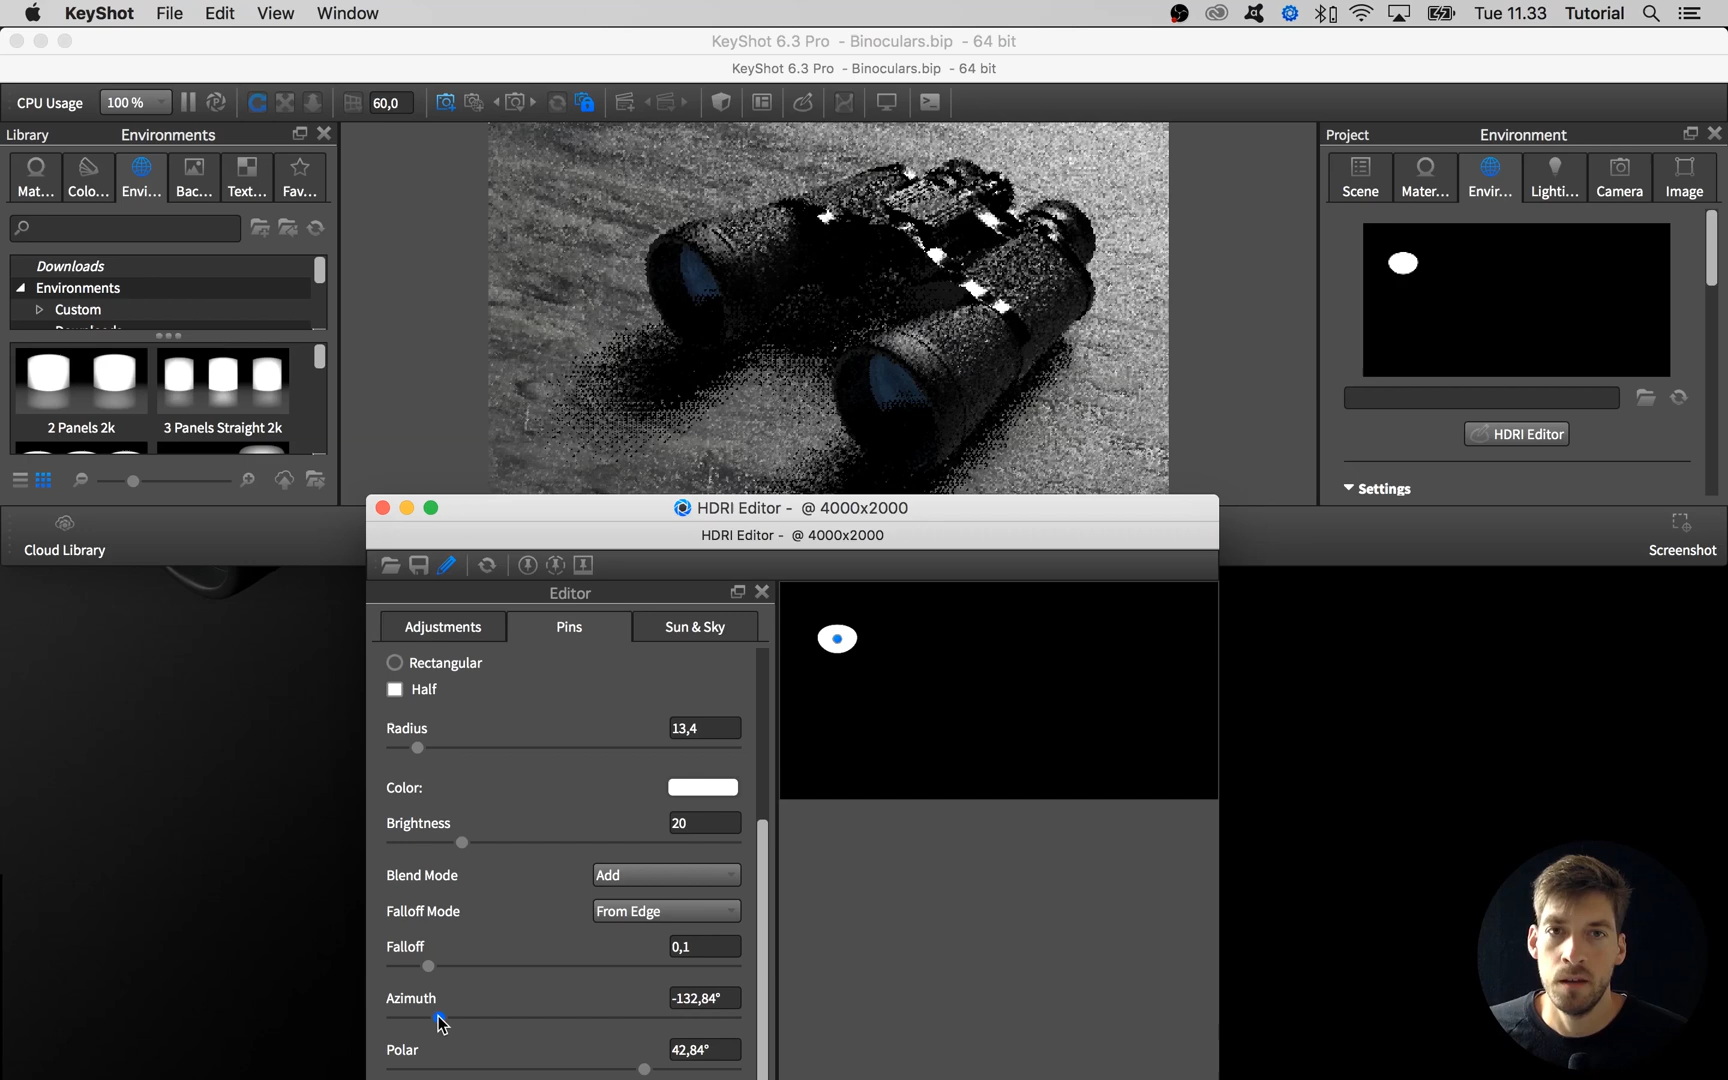 KeyShot File Edit View Window
Tue 11.33 Tutorial
KeyShot 6.3 Pro - Binoculars.bip - 64 bit
KeyShot 6.3 Pro - Binoculars.bip - 64 bit
CPU Usage 100 % 60,0
Library Environments
Project Environment
Mat... Colo... Envi... Bac... Text... Fav...
Scene Mater... Envir... Lighti... Camera Image
Downloads
Environments
Custom
2 Panels 2k 3 Panels Straight 2k
HDRI Editor
Settings
Cloud Library
Screenshot
HDRI Editor - @ 4000x2000
HDRI Editor - @ 4000x2000
Editor
Adjustments Pins Sun & Sky
Rectangular
Half
Radius 13,4
Color:
Brightness 20
Blend Mode Add
Falloff Mode From Edge
Falloff 0,1
Azimuth -132,84°
Polar 42,84°